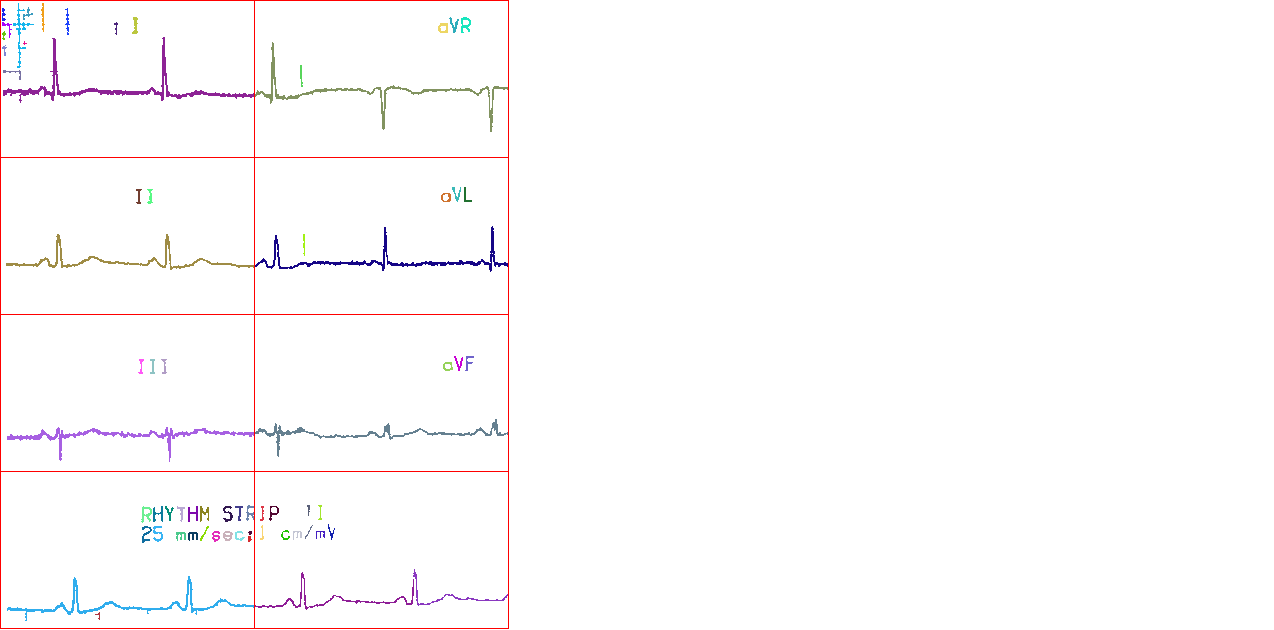 I aVR
II aVL
III aVF
RHYTHM STRIP II
25 mm/sec; 1 cm/mV